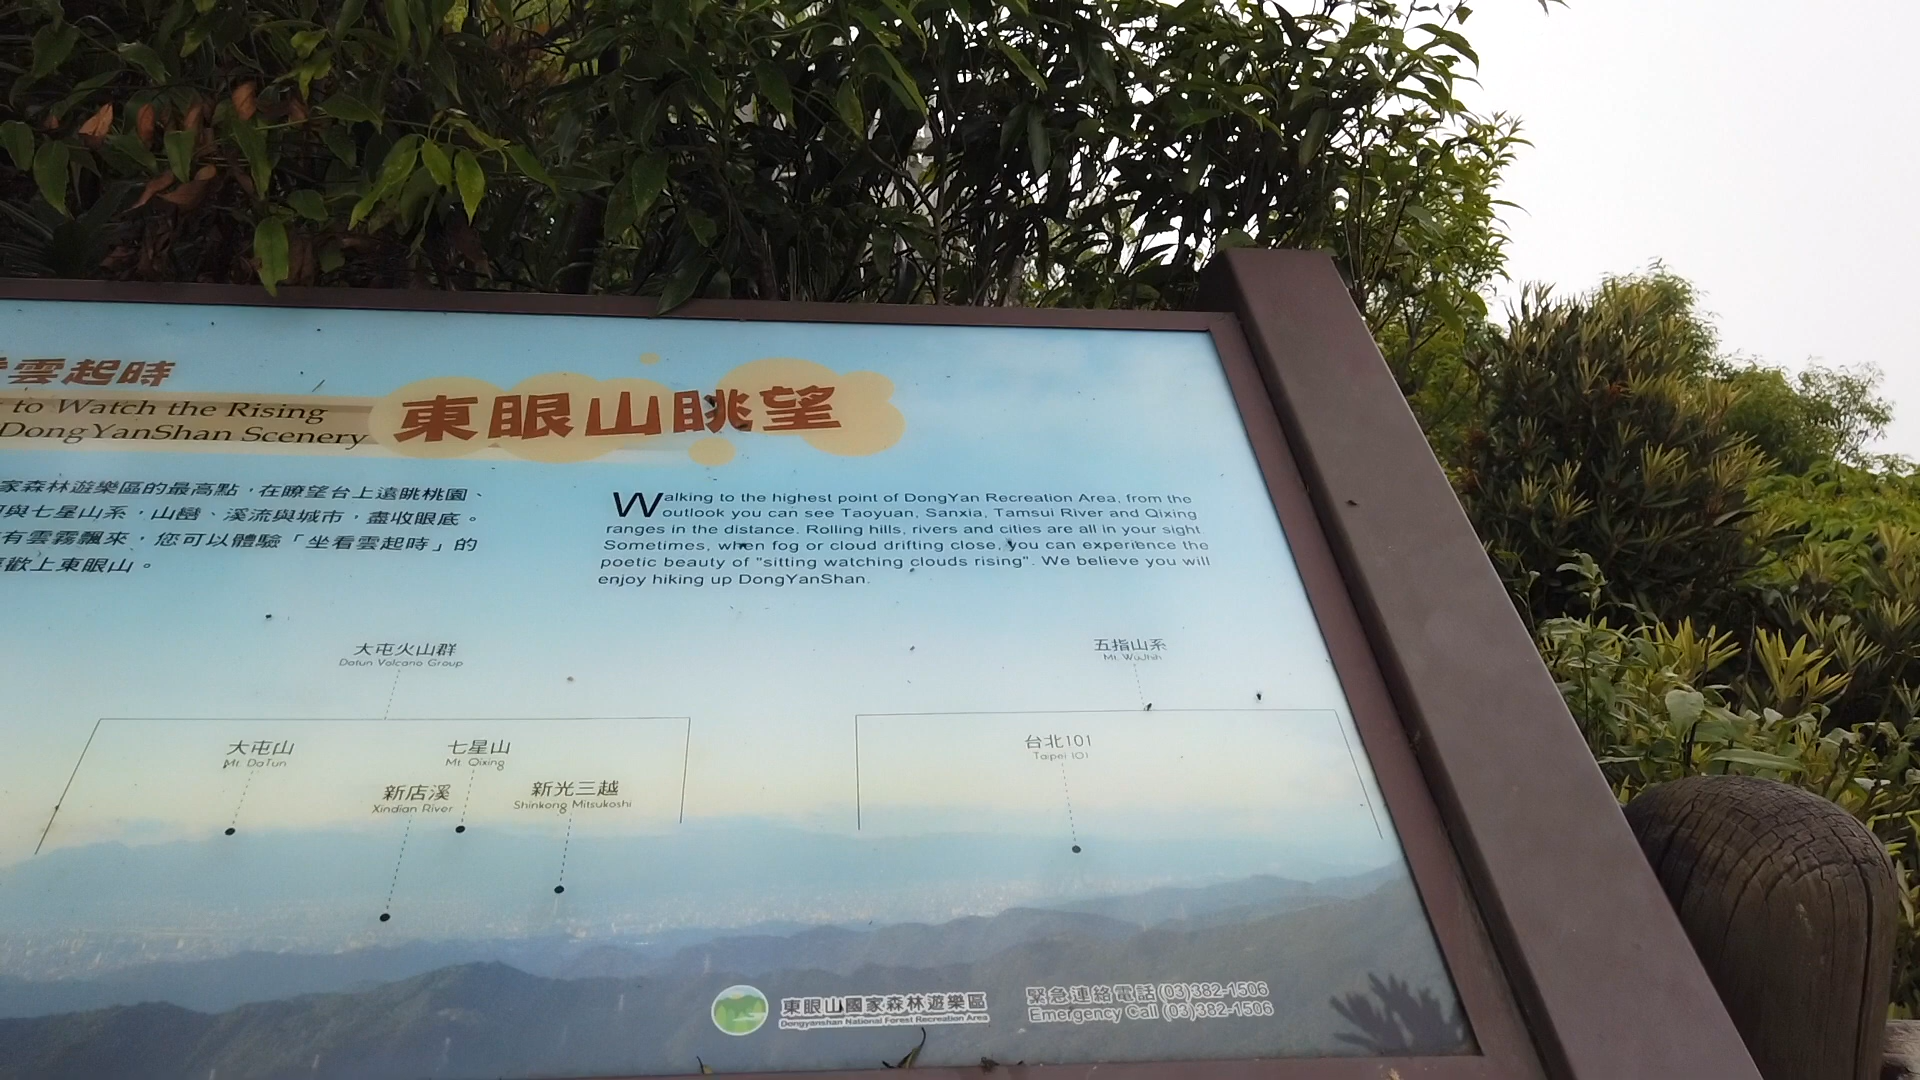 雲起時
to Watch the Rising
DongYanShan Scenery
東眼山眺望
家森林遊樂區的最高點，在瞭望台上遠眺桃園、
與七星山系，山巒、溪流與城市，盡收眼底。
有雲霧飄來，您可以體驗「坐看雲起時」的
歡上東眼山。
Walking to the highest point of DongYan Recreation Area, from the
outlook you can see Taoyuan, Sanxia, Tamsui River and Qixing
ranges in the distance. Rolling hills, rivers and cities are all in your sight
Sometimes, when fog or cloud drifting close, you can experience the
poetic beauty of "sitting watching clouds rising". We believe you will
enjoy hiking up DongYanShan.
大屯火山群
Datun Volcano Group
五指山系
Mt. WuJhih
大屯山
Mt. DaTun
七星山
Mt. Qixing
台北101
Taipei 101
新店溪
Xindian River
新光三越
Shinkong Mitsukoshi
東眼山國家森林遊樂區
Dongyanshan National Forest Recreation Area
緊急連絡電話(03)382-1506
Emergency Call (03)382-1506